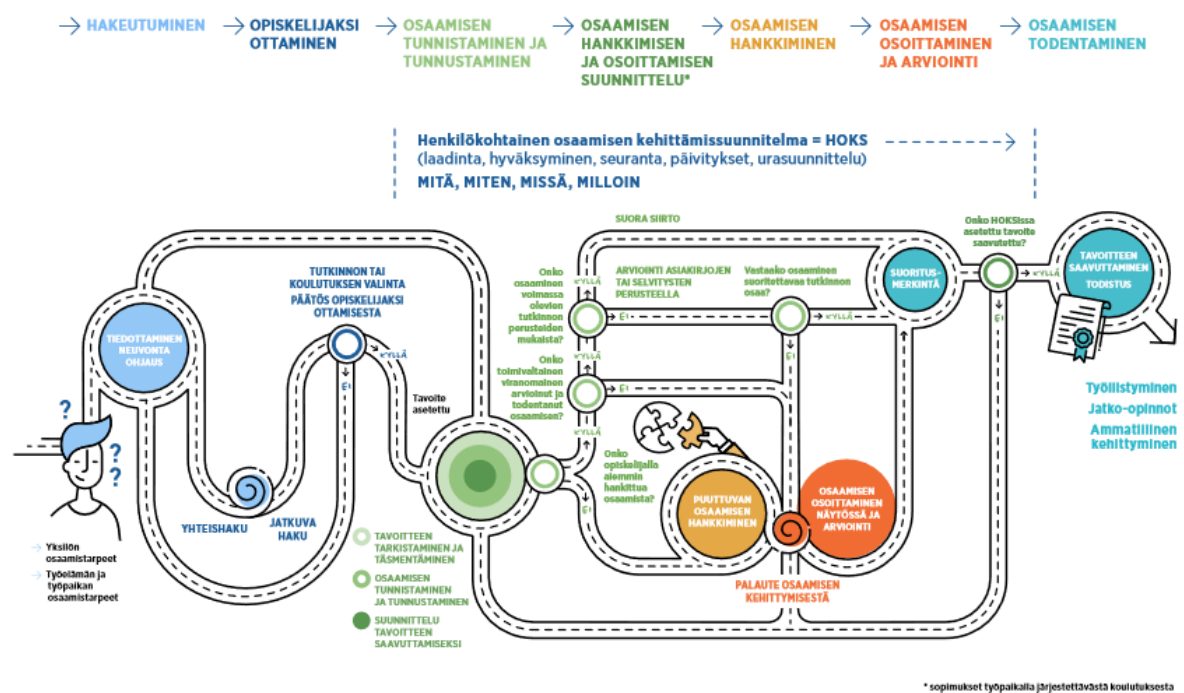 → HAKEUTUMINEN
→ OPISKELIJAKSI
OTTAMINEN
→ OSAAMISEN
TUNNISTAMINEN JA
TUNNUSTAMINEN
→ OSAAMISEN
HANKKIMISEN
JA OSOITTAMISEN
SUUNNITTELU*
→ OSAAMISEN
HANKKIMINEN
→ OSAAMISEN
OSOITTAMINEN
JA ARVIOINTI
→ OSAAMISEN
TODENTAMINEN
Henkilökohtainen osaamisen kehittämissuunnitelma = HOKS
(laadinta, hyväksyminen, seuranta, päivitykset, urasuunnittelu)
MITÄ, MITEN, MISSÄ, MILLOIN
TIEDOTTAMINEN
NEUVONTA
OHJAUS
?
?
?
→ Yksilön
osaamistarpeet
→ Työelämän ja
työpaikan
osaamistarpeet
YHTEISHAKU
JATKUVA
HAKU
TUTKINNON TAI
KOULUTUKSEN VALINTA
PÄÄTÖS OPISKELIJAKSI
OTTAMISESTA
KYLLÄ
EI
Tavoite
asetettu
TAVOITTEEN
TARKISTAMINEN JA
TÄSMENTÄMINEN
OSAAMISEN
TUNNISTAMINEN
JA TUNNUSTAMINEN
SUUNNITTELU
TAVOITTEEN
SAAVUTTAMISEKSI
Onko
opiskelijalla
aiemmin
hankittua
osaamista?
KYLLÄ
EI
Onko
toimivaltainen
viranomainen
arvioinut ja
todentanut
osaamisen?
KYLLÄ
EI
Onko
osaaminen
voimassa
olevien
tutkinnon
perusteiden
mukaista?
KYLLÄ
EI
SUORA SIIRTO
ARVIOINTI ASIAKIRJOJEN
TAI SELVITYSTEN
PERUSTEELLA
Vastaako osaaminen
suoritettavaa tutkinnon
osaa?
KYLLÄ
EI
PUUTTUVAN
OSAAMISEN
HANKKIMINEN
OSAAMISEN
OSOITTAMINEN
NÄYTÖSSÄ JA
ARVIOINTI
PALAUTE OSAAMISEN
KEHITTYMISESTÄ
SUORITUS-
MERKINTÄ
Onko HOKSissa
asetettu tavoite
saavutettu?
KYLLÄ
EI
TAVOITTEEN
SAAVUTTAMINEN
TODISTUS
Työllistyminen
Jatko-opinnot
Ammatillinen
kehittyminen
* sopimukset työpaikalla järjestettävästä koulutuksesta